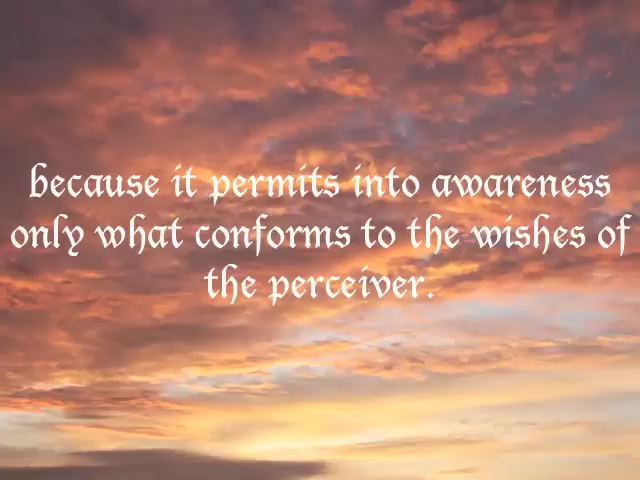 because it permits into awareness
only what conforms to the wishes of
the perceiver.